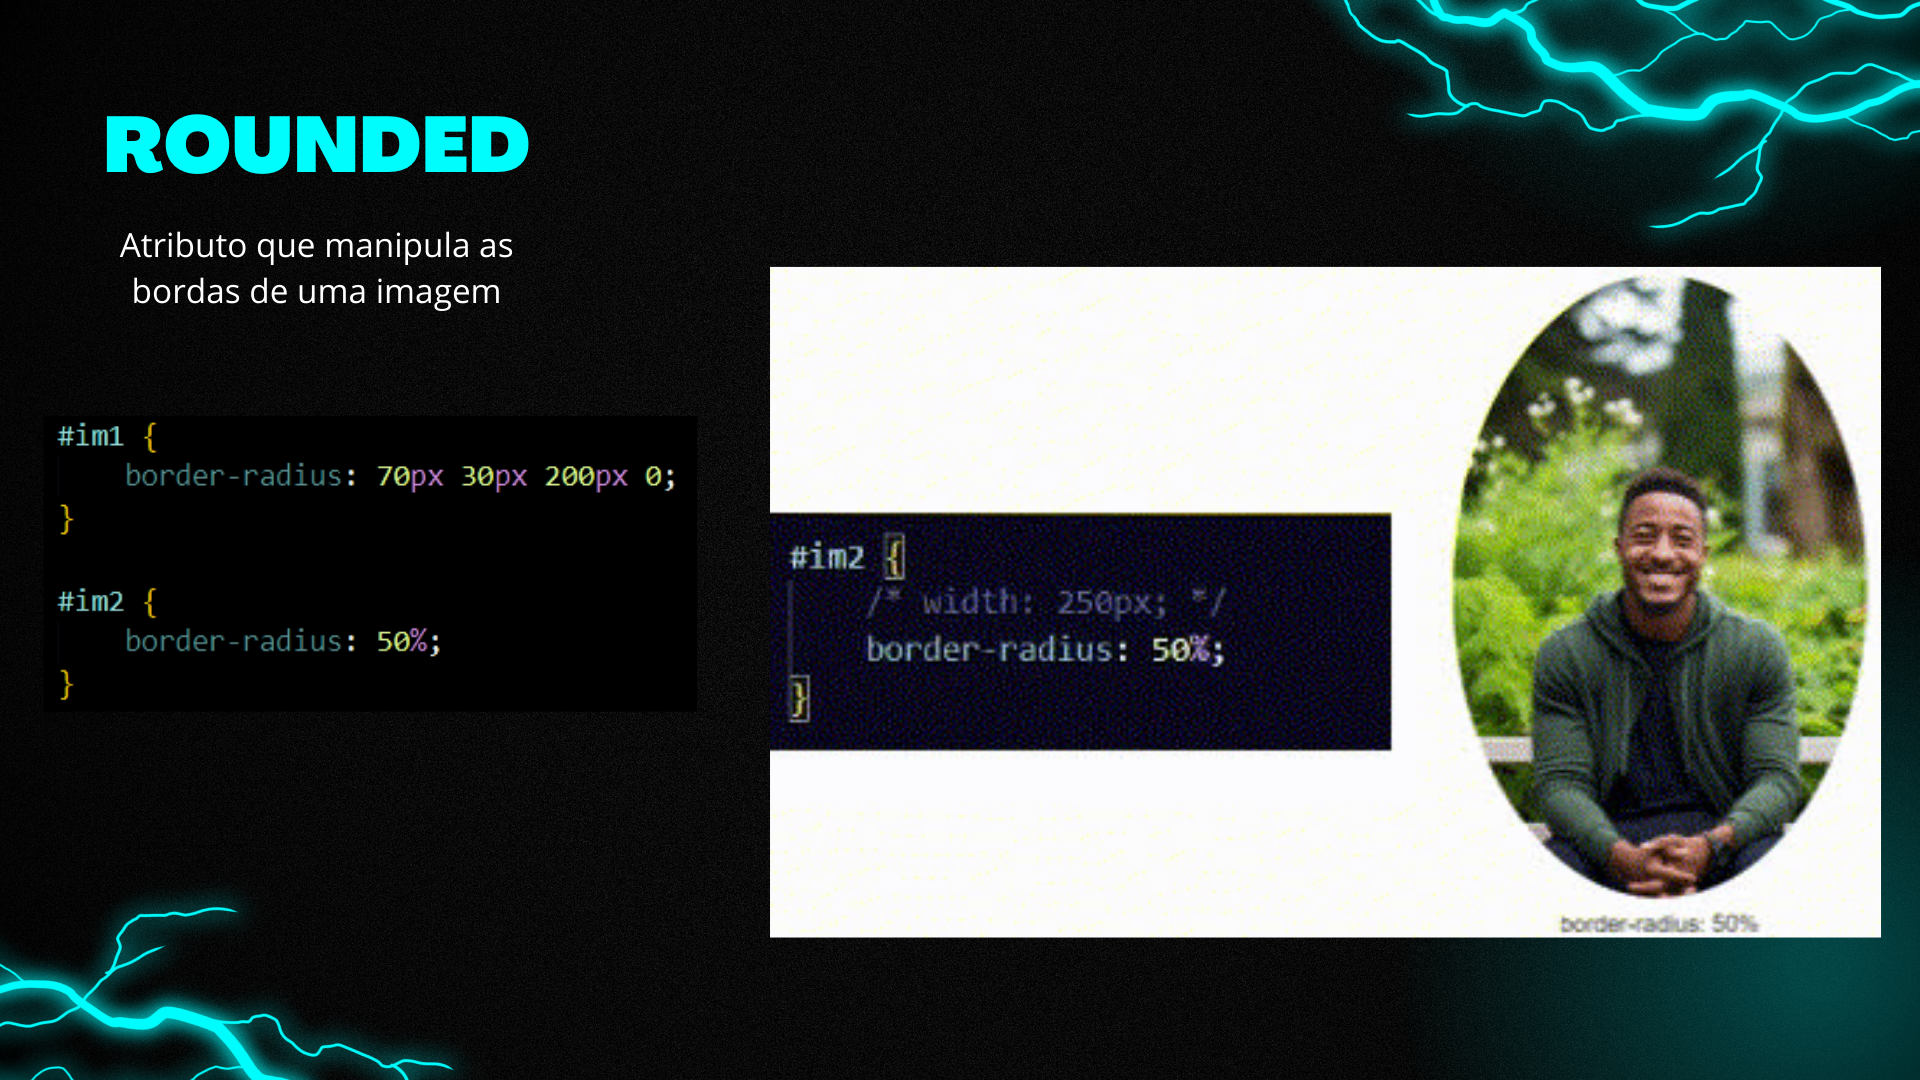 ROUNDED
Atributo que manipula as
bordas de uma imagem
#im1 {
border-radius: 70px 30px 200px 0;
}
#im2 {
border-radius: 50%;
}
#im2 {
/* width: 250px; */
border-radius: 50%;
}
border-radius: 50%